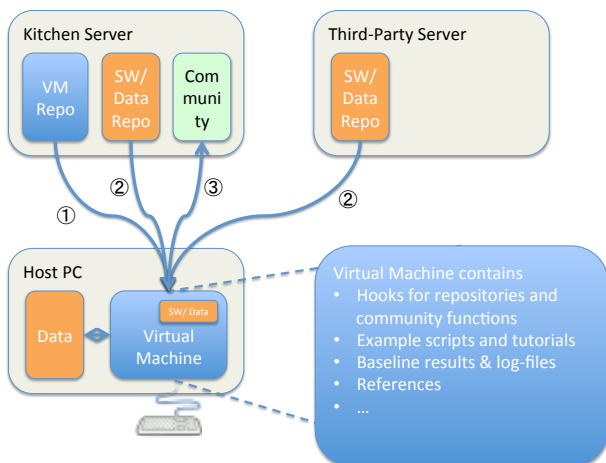 Kitchen Server
Third-Party Server
VM
Repo
SW/
Data
Repo
Com
muni
ty
SW/
Data
Repo
①
②
③
②
Host PC
Data
SW/ Data
Virtual
Machine
Virtual Machine contains
• Hooks for repositories and
community functions
• Example scripts and tutorials
• Baseline results & log-files
• References
• ...